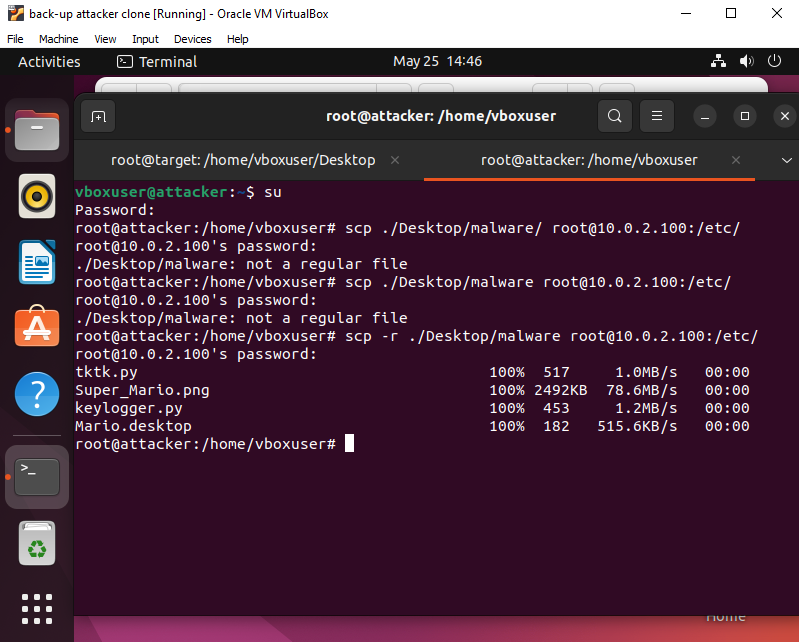 back-up attacker clone [Running] - Oracle VM VirtualBox
File Machine View Input Devices Help
Activities Terminal May 25 14:46
root@attacker: /home/vboxuser
root@target: /home/vboxuser/Desktop × root@attacker: /home/vboxuser ×
vboxuser@attacker:~$ su
Password:
root@attacker:/home/vboxuser# scp ./Desktop/malware/ root@10.0.2.100:/etc/
root@10.0.2.100's password:
./Desktop/malware: not a regular file
root@attacker:/home/vboxuser# scp ./Desktop/malware root@10.0.2.100:/etc/
root@10.0.2.100's password:
./Desktop/malware: not a regular file
root@attacker:/home/vboxuser# scp -r ./Desktop/malware root@10.0.2.100:/etc/
root@10.0.2.100's password:
tktk.py 100% 517 1.0MB/s 00:00
Super_Mario.png 100% 2492KB 78.6MB/s 00:00
keylogger.py 100% 453 1.2MB/s 00:00
Mario.desktop 100% 182 515.6KB/s 00:00
root@attacker:/home/vboxuser#
Home